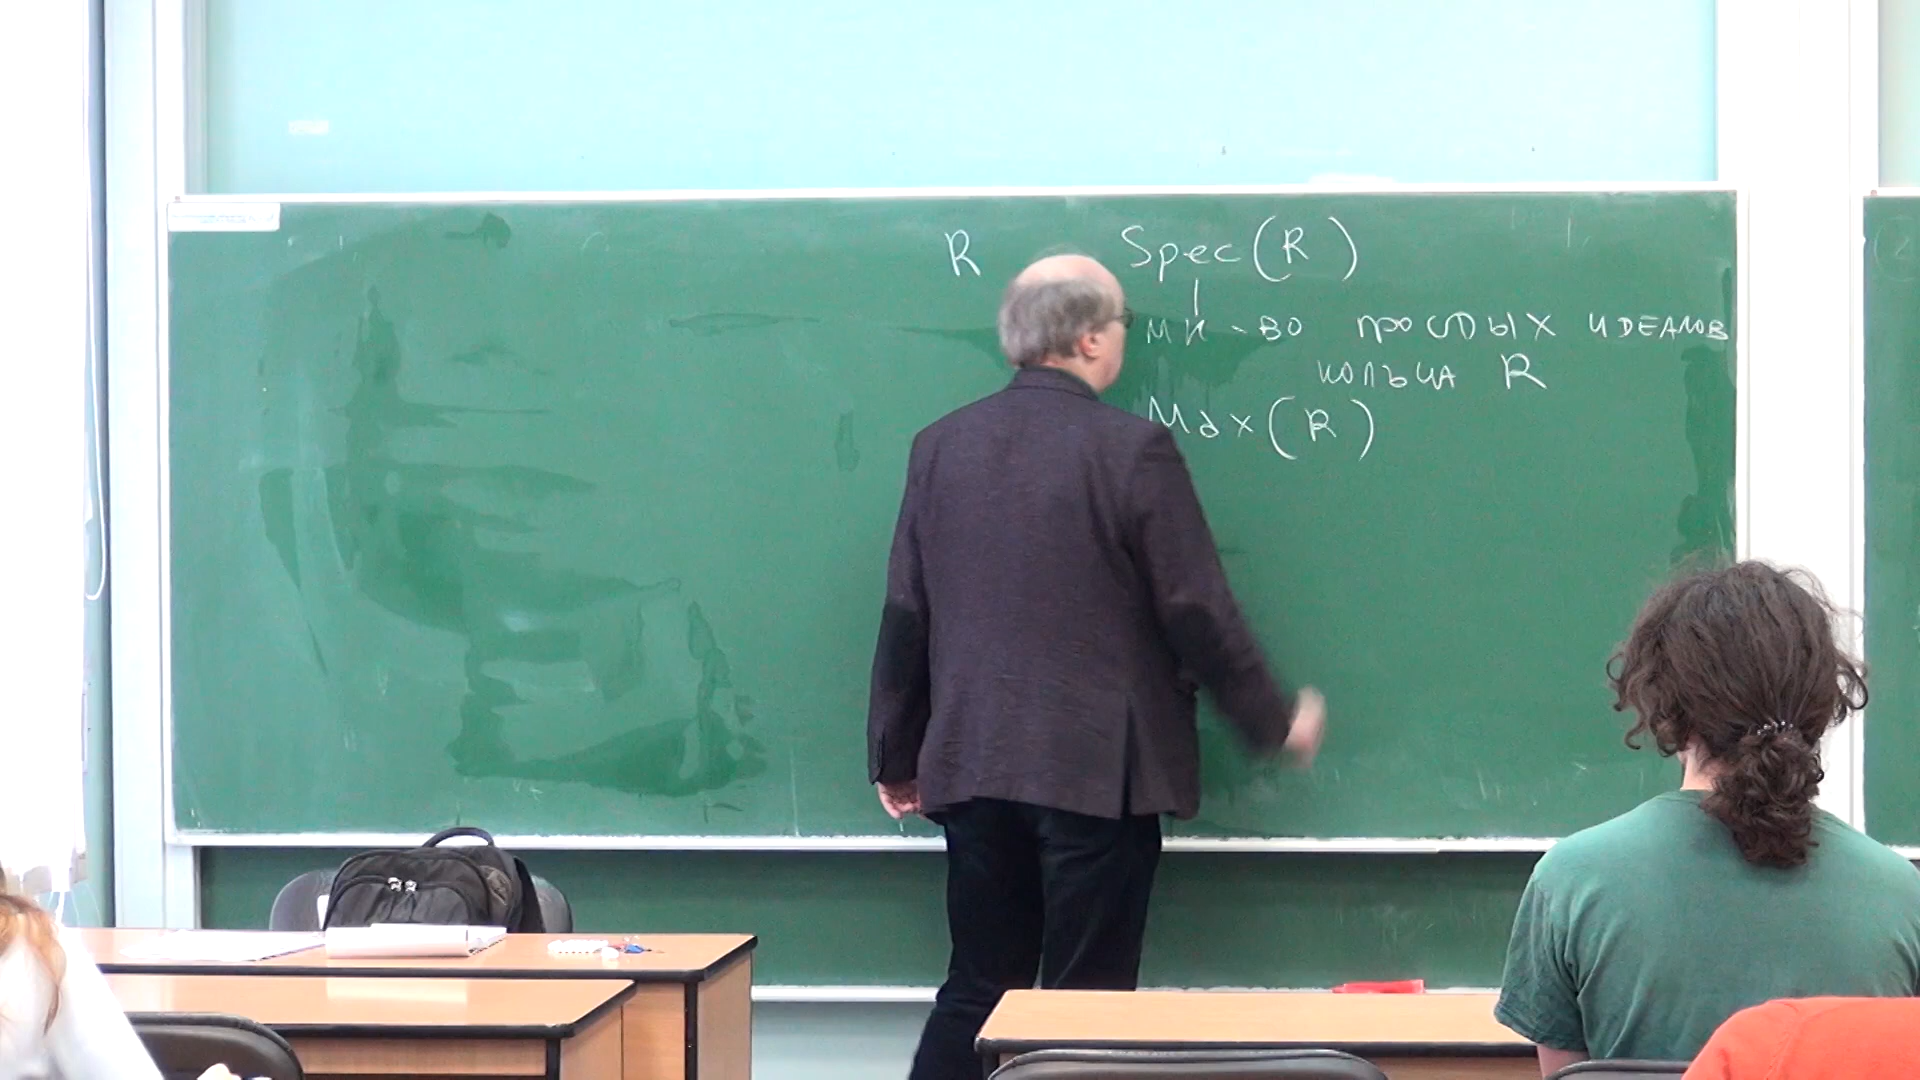 R Spec(R)
мн-во простых идеалов
кольца R
Max(R)